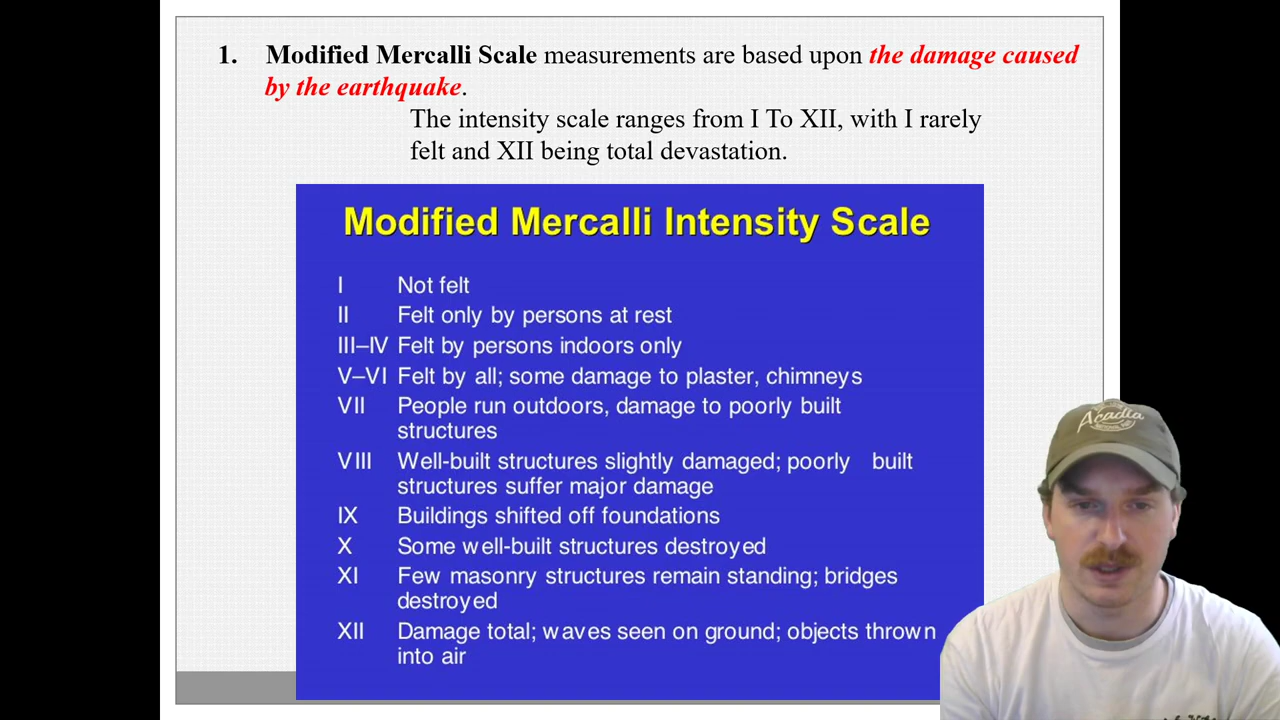 1. Modified Mercalli Scale measurements are based upon the damage caused
by the earthquake.
The intensity scale ranges from I To XII, with I rarely
felt and XII being total devastation.
Modified Mercalli Intensity Scale
I Not felt
II Felt only by persons at rest
III–IV Felt by persons indoors only
V–VI Felt by all; some damage to plaster, chimneys
VII People run outdoors, damage to poorly built
structures
VIII Well-built structures slightly damaged; poorly built
structures suffer major damage
IX Buildings shifted off foundations
X Some well-built structures destroyed
XI Few masonry structures remain standing; bridges
destroyed
XII Damage total; waves seen on ground; objects thrown
into air
Acadia